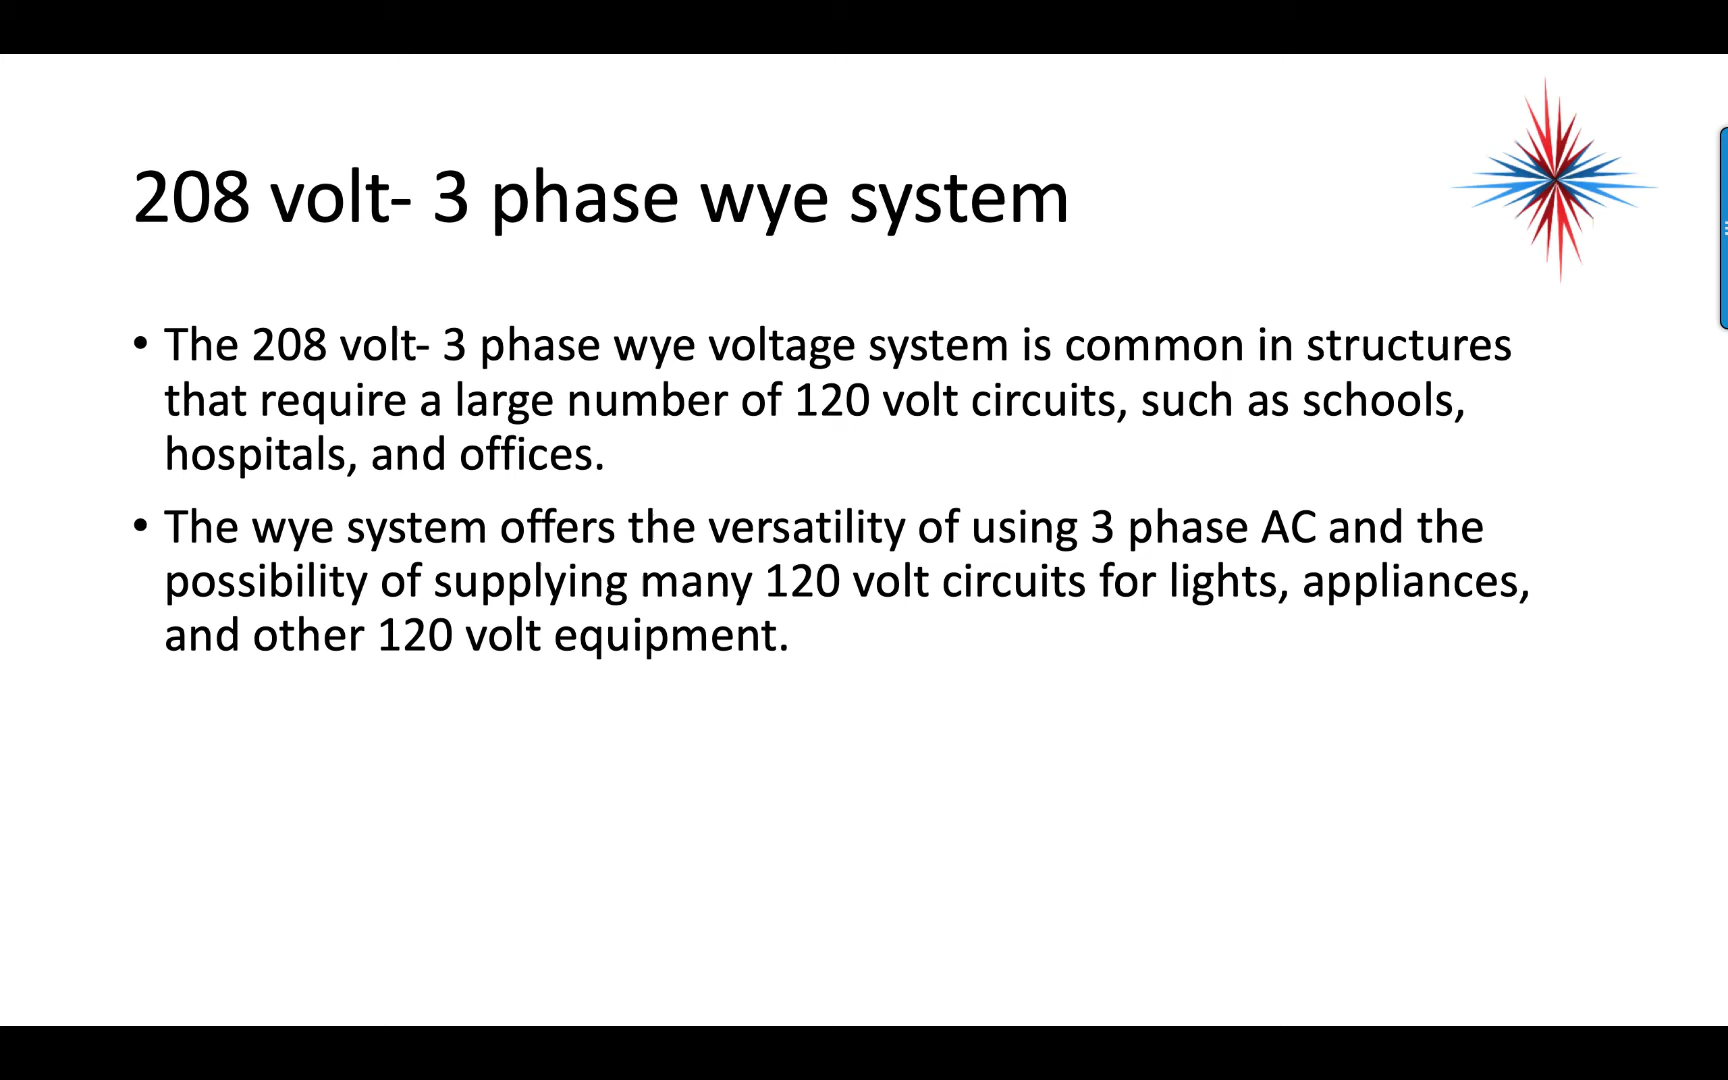 208 volt- 3 phase wye system
• The 208 volt- 3 phase wye voltage system is common in structures
that require a large number of 120 volt circuits, such as schools,
hospitals, and offices.
• The wye system offers the versatility of using 3 phase AC and the
possibility of supplying many 120 volt circuits for lights, appliances,
and other 120 volt equipment.